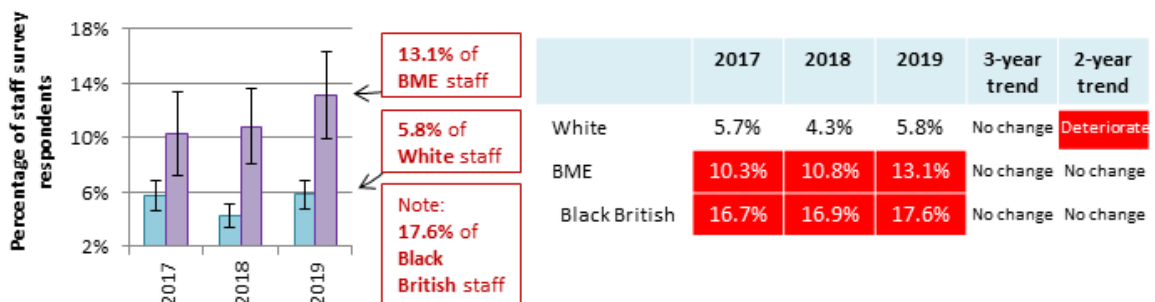 Percentage of staff survey
respondents
18%
14%
10%
6%
2%
2017
2018
2019
13.1% of
BME staff
5.8% of
White staff
Note:
17.6% of
Black
British staff
2017 2018 2019 3-year trend 2-year trend
White 5.7% 4.3% 5.8% No change Deteriorate
BME 10.3% 10.8% 13.1% No change No change
Black British 16.7% 16.9% 17.6% No change No change